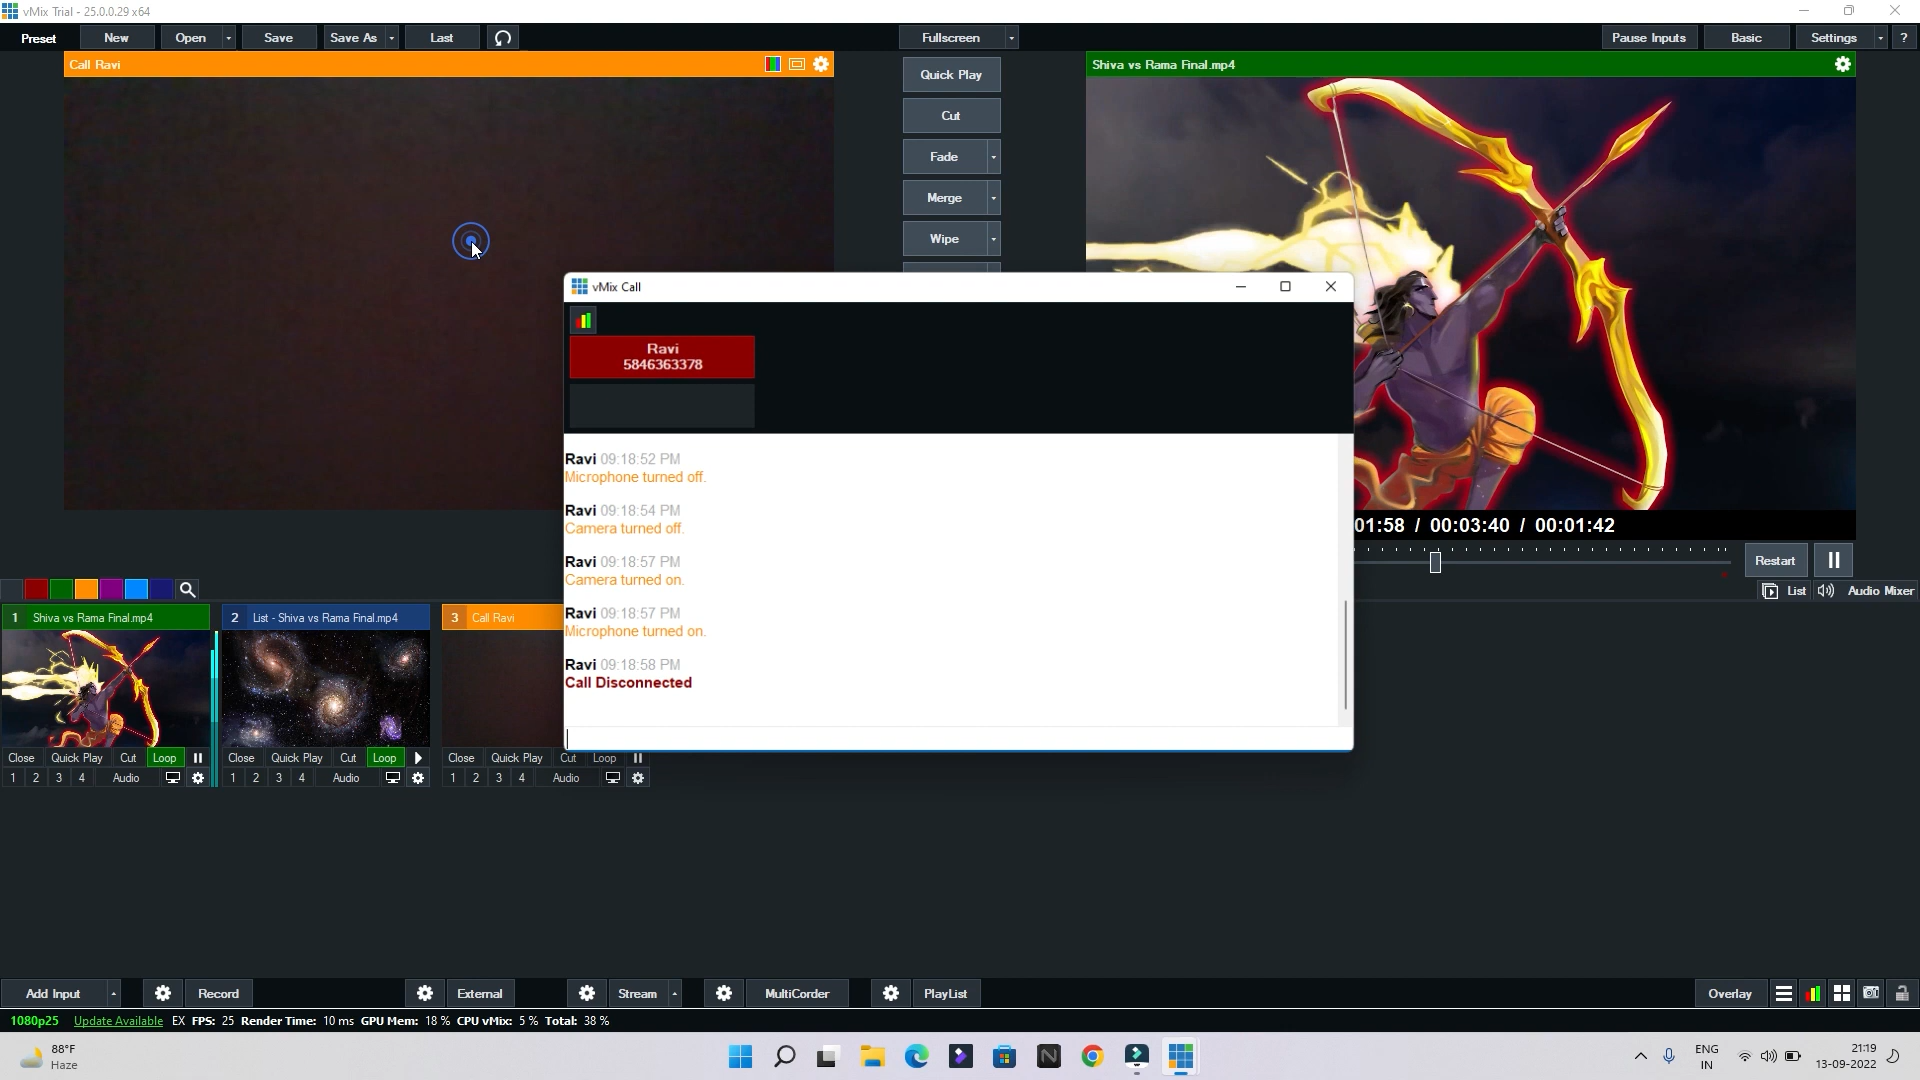 vMix Trial - 25.0.0.29 x64
Preset New Open Save Save As Last Fullscreen Pause Inputs Basic Settings ?
Call Ravi
Shiva vs Rama Final.mp4
Quick Play
Cut
Fade
Merge
Wipe
vMix Call
Ravi
5846363378
Ravi 09:18:52 PM
Microphone turned off.
Ravi 09:18:54 PM
Camera turned off.
Ravi 09:18:57 PM
Camera turned on.
Ravi 09:18:57 PM
Microphone turned on.
Ravi 09:18:58 PM
Call Disconnected
01:58 / 00:03:40 / 00:01:42
Restart
List Audio Mixer
1 Shiva vs Rama Final.mp4 2 List - Shiva vs Rama Final.mp4 3 Call Ravi
Close Quick Play Cut Loop Close Quick Play Cut Loop Close Quick Play Cut Loop
1 2 3 4 Audio 1 2 3 4 Audio 1 2 3 4 Audio
Add Input Record External Stream MultiCorder PlayList Overlay
1080p25 Update Available EX FPS: 25 Render Time: 10 ms GPU Mem: 18 % CPU vMix: 5 % Total: 38 %
88°F
Haze
ENG
IN
21:19
13-09-2022